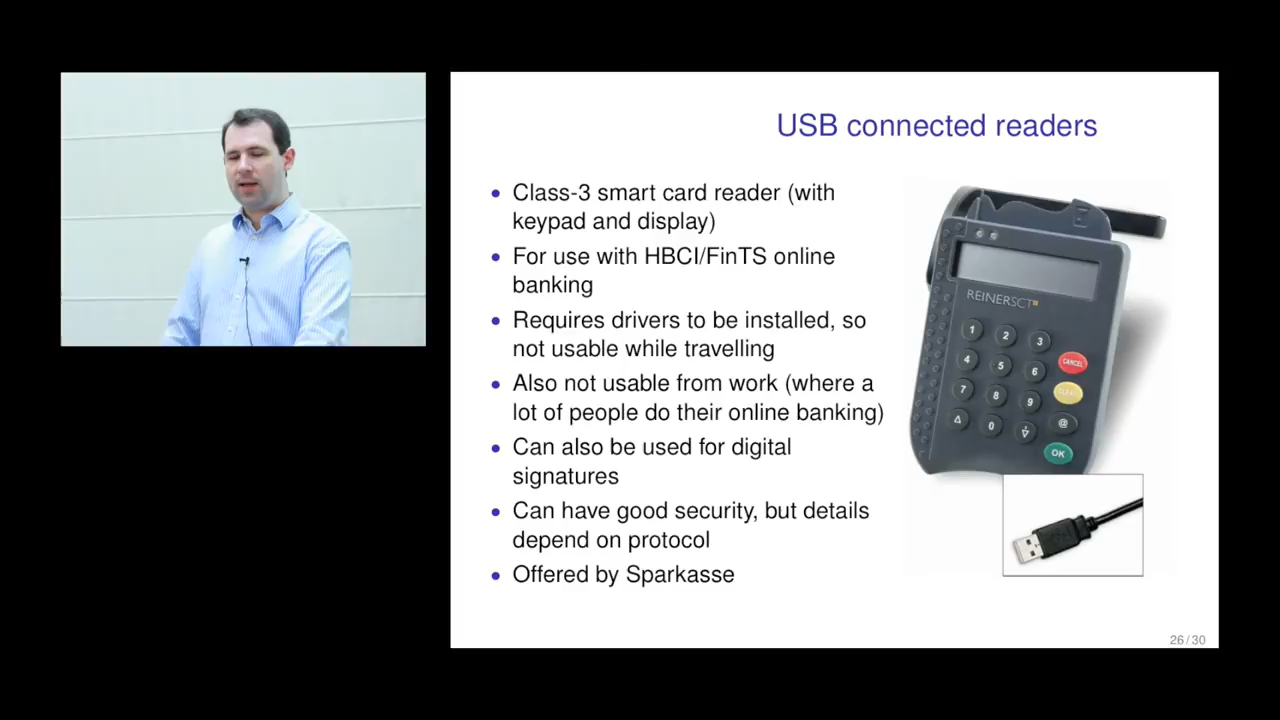 USB connected readers
• Class-3 smart card reader (with
keypad and display)
• For use with HBCI/FinTS online
banking
• Requires drivers to be installed, so
not usable while travelling
• Also not usable from work (where a
lot of people do their online banking)
• Can also be used for digital
signatures
• Can have good security, but details
depend on protocol
• Offered by Sparkasse
REINERSCT
1 2 3
CANCEL
4 5 6
CLEAR
7 8 9
@
0
OK
26 / 30